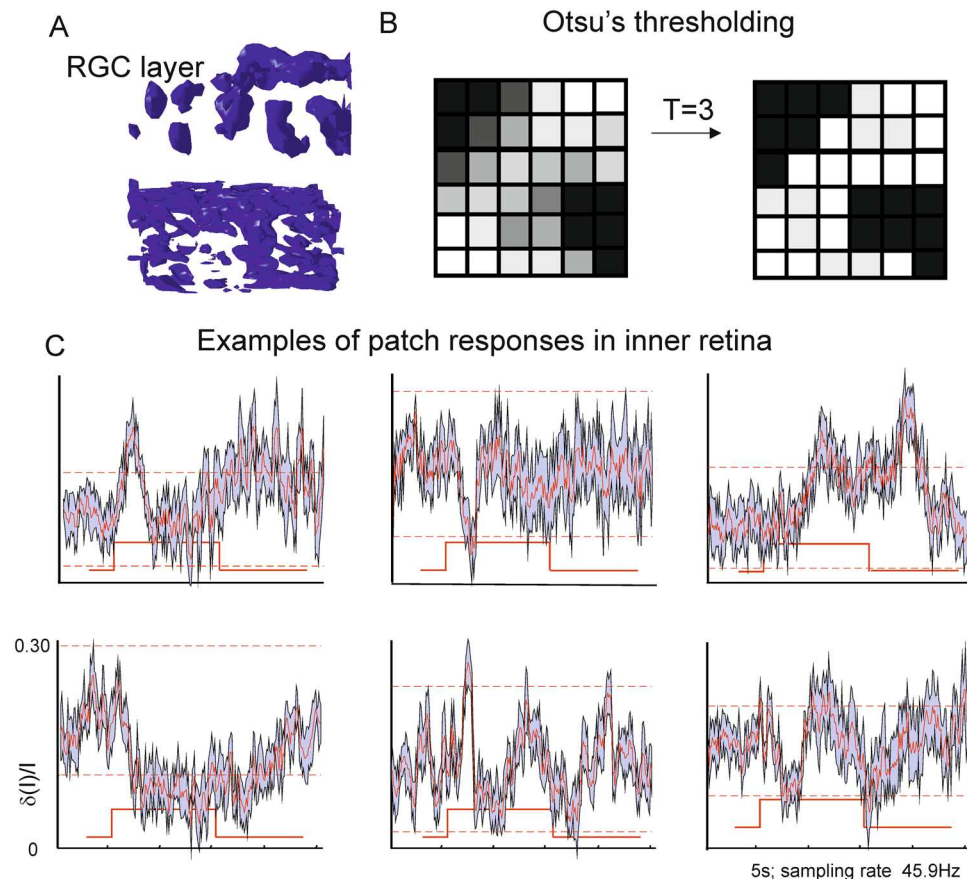 A
RGC layer
B
Otsu's thresholding
T=3
C
Examples of patch responses in inner retina
0.30
δ(I)/I
0
5s; sampling rate 45.9Hz